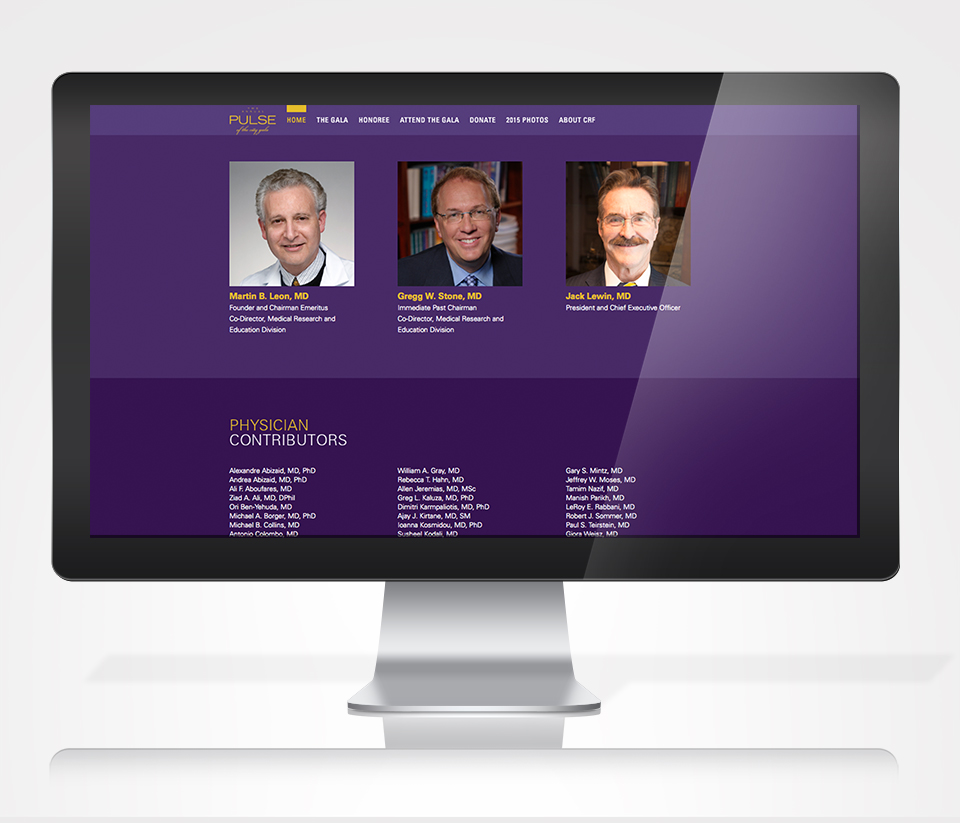 PULSE
of the city gala
HOME THE GALA HONOREE ATTEND THE GALA DONATE 2015 PHOTOS ABOUT CRF
Martin B. Leon, MD
Founder and Chairman Emeritus
Co-Director, Medical Research and
Education Division
Gregg W. Stone, MD
Immediate Past Chairman
Co-Director, Medical Research and
Education Division
Jack Lewin, MD
President and Chief Executive Officer
PHYSICIAN
CONTRIBUTORS
Alexandre Abizaid, MD, PhD
Andrea Abizaid, MD, PhD
Ali F. Aboufares, MD
Ziad A. Ali, MD, DPhil
Ori Ben-Yehuda, MD
Michael A. Borger, MD, PhD
Michael B. Collins, MD
Antonio Colombo, MD
William A. Gray, MD
Rebecca T. Hahn, MD
Allen Jeremias, MD, MSc
Greg L. Kaluza, MD, PhD
Dimitri Karmpaliotis, MD, PhD
Ajay J. Kirtane, MD, SM
Ioanna Kosmidou, MD, PhD
Susheel Kodali, MD
Gary S. Mintz, MD
Jeffrey W. Moses, MD
Tamim Nazif, MD
Manish Parikh, MD
LeRoy E. Rabbani, MD
Robert J. Sommer, MD
Paul S. Teirstein, MD
Giora Weisz, MD